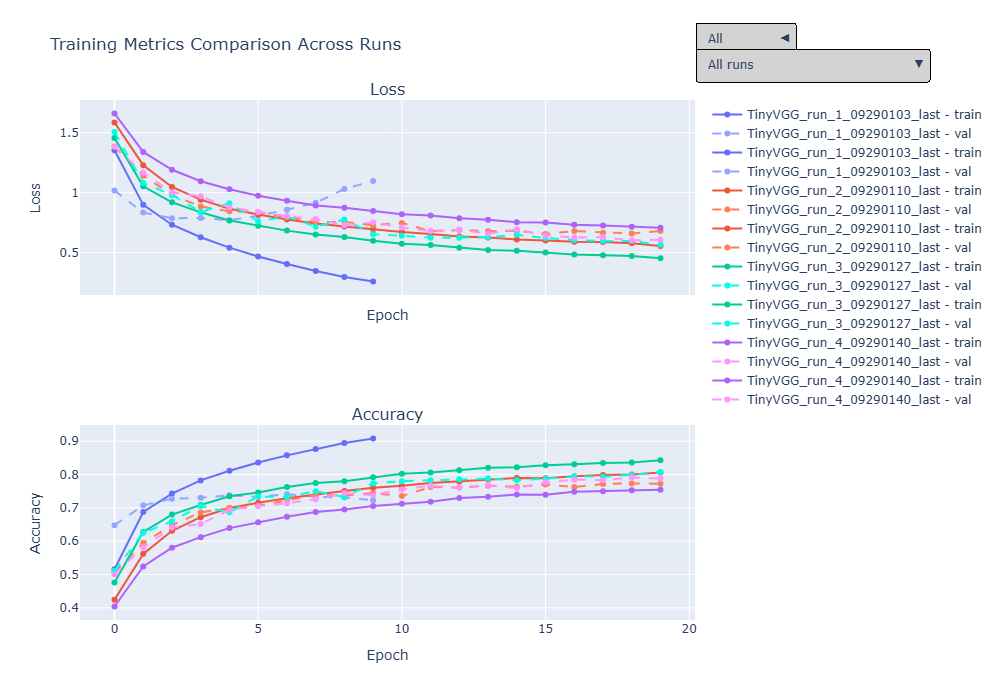 Training Metrics Comparison Across Runs
All ◄
All runs ▼
Loss
Loss
1.5
1
0.5
Epoch
TinyVGG_run_1_09290103_last - train
TinyVGG_run_1_09290103_last - val
TinyVGG_run_1_09290103_last - train
TinyVGG_run_1_09290103_last - val
TinyVGG_run_2_09290110_last - train
TinyVGG_run_2_09290110_last - val
TinyVGG_run_2_09290110_last - train
TinyVGG_run_2_09290110_last - val
TinyVGG_run_3_09290127_last - train
TinyVGG_run_3_09290127_last - val
TinyVGG_run_3_09290127_last - train
TinyVGG_run_3_09290127_last - val
TinyVGG_run_4_09290140_last - train
TinyVGG_run_4_09290140_last - val
TinyVGG_run_4_09290140_last - train
TinyVGG_run_4_09290140_last - val
Accuracy
Accuracy
0.9
0.8
0.7
0.6
0.5
0.4
0 5 10 15 20
Epoch